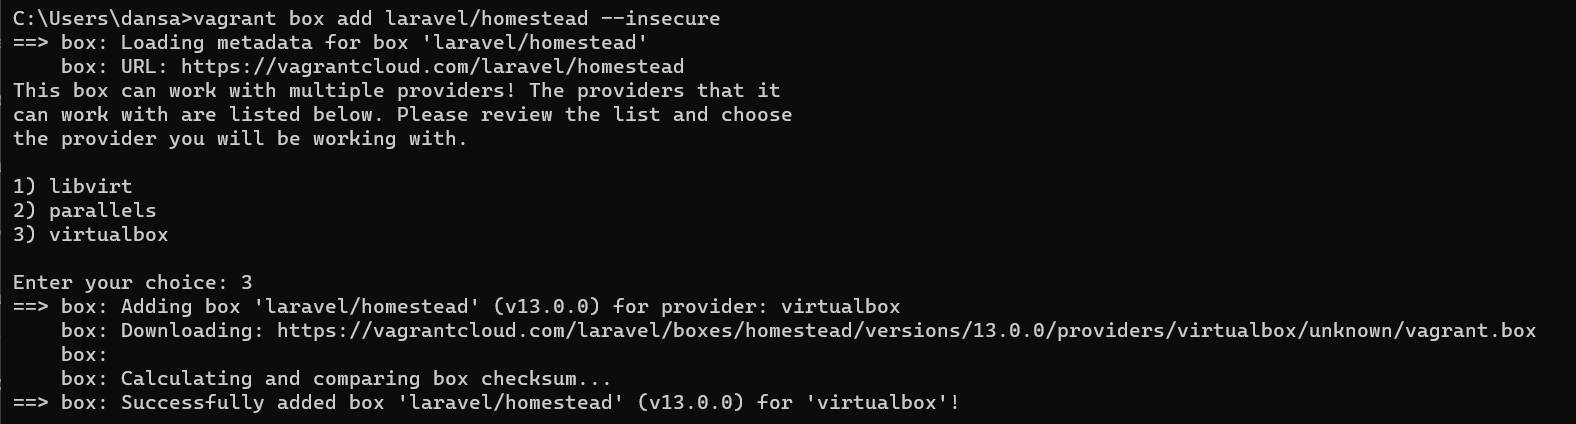 C:\Users\dansa>vagrant box add laravel/homestead --insecure
==> box: Loading metadata for box 'laravel/homestead'
    box: URL: https://vagrantcloud.com/laravel/homestead
This box can work with multiple providers! The providers that it
can work with are listed below. Please review the list and choose
the provider you will be working with.

1) libvirt
2) parallels
3) virtualbox

Enter your choice: 3
==> box: Adding box 'laravel/homestead' (v13.0.0) for provider: virtualbox
    box: Downloading: https://vagrantcloud.com/laravel/boxes/homestead/versions/13.0.0/providers/virtualbox/unknown/vagrant.box
    box:
    box: Calculating and comparing box checksum...
==> box: Successfully added box 'laravel/homestead' (v13.0.0) for 'virtualbox'!